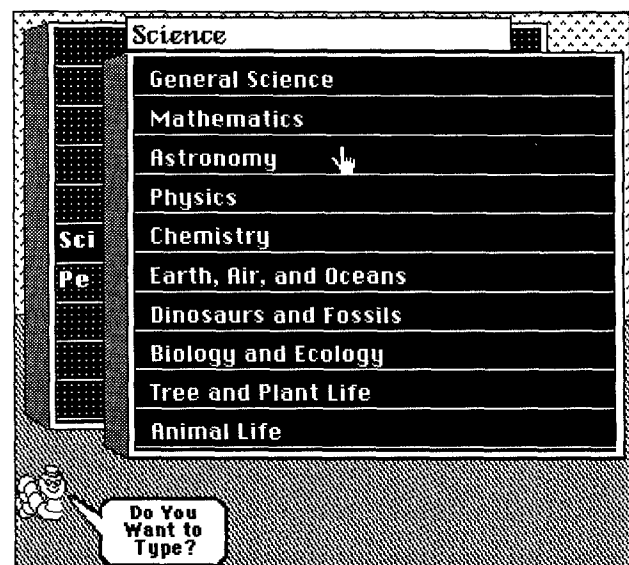 Science
General Science
Mathematics
Astronomy
Physics
Sci
Chemistry
Pe
Earth, Air, and Oceans
Dinosaurs and Fossils
Biology and Ecology
Tree and Plant Life
Animal Life
Do You
Want to
Type?